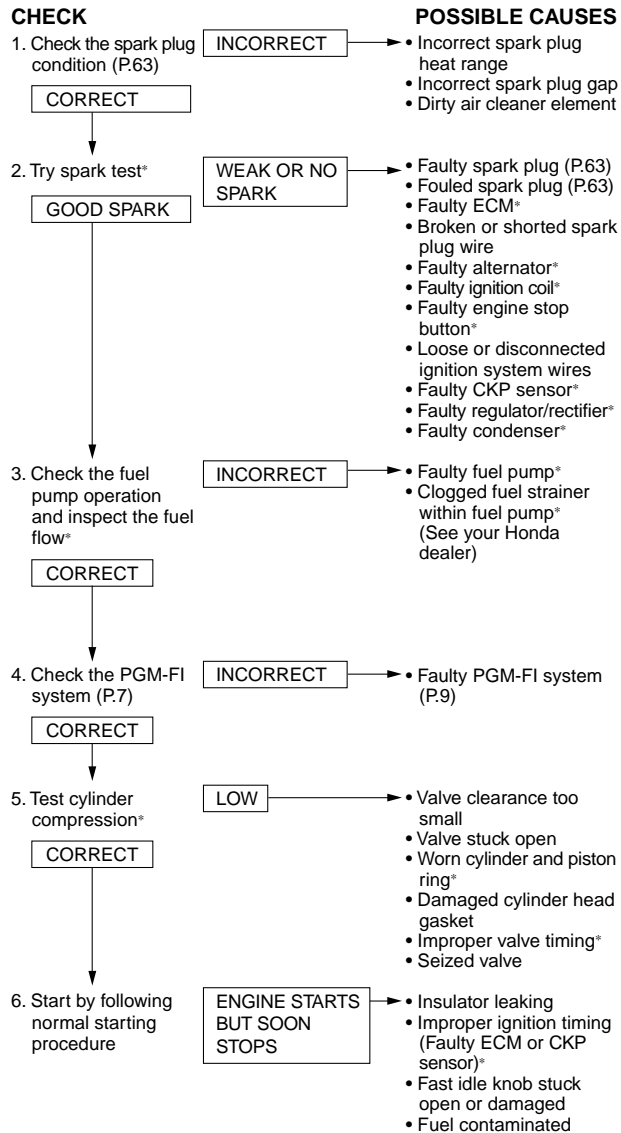 CHECK
POSSIBLE CAUSES
1. Check the spark plug
condition (P.63)
INCORRECT
• Incorrect spark plug
heat range
• Incorrect spark plug gap
• Dirty air cleaner element
CORRECT
2. Try spark test*
WEAK OR NO
SPARK
• Faulty spark plug (P.63)
• Fouled spark plug (P.63)
• Faulty ECM*
• Broken or shorted spark
plug wire
• Faulty alternator*
• Faulty ignition coil*
• Faulty engine stop
button*
• Loose or disconnected
ignition system wires
• Faulty CKP sensor*
• Faulty regulator/rectifier*
• Faulty condenser*
GOOD SPARK
3. Check the fuel
pump operation
and inspect the fuel
flow*
INCORRECT
• Faulty fuel pump*
• Clogged fuel strainer
within fuel pump*
(See your Honda
dealer)
CORRECT
4. Check the PGM-FI
system (P.7)
INCORRECT
• Faulty PGM-FI system
(P.9)
CORRECT
5. Test cylinder
compression*
LOW
• Valve clearance too
small
• Valve stuck open
• Worn cylinder and piston
ring*
• Damaged cylinder head
gasket
• Improper valve timing*
• Seized valve
CORRECT
6. Start by following
normal starting
procedure
ENGINE STARTS
BUT SOON
STOPS
• Insulator leaking
• Improper ignition timing
(Faulty ECM or CKP
sensor)*
• Fast idle knob stuck
open or damaged
• Fuel contaminated